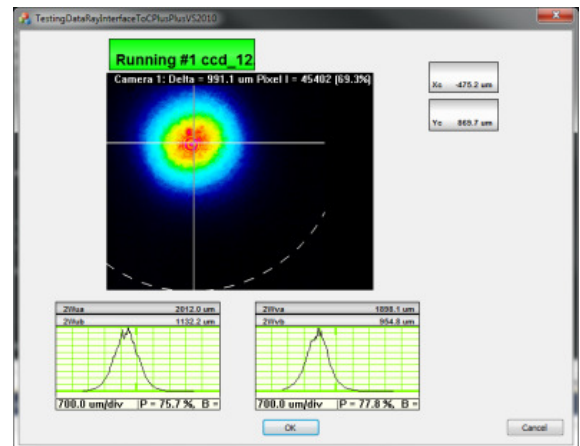 TestingDataRayInterfaceToCPlusPlusVS2010
Running #1 ccd_12.
Camera 1: Delta = 991.1 um Pixel I = 45402 (69.3%)
Xc -475.2 um
Yc 869.7 um
2Wua 2012.0 um
2Wub 1132.2 um
700.0 um/div P = 75.7 %, B =
2Wva 1898.1 um
2Wvb 954.8 um
700.0 um/div P = 77.8 %, B =
OK
Cancel